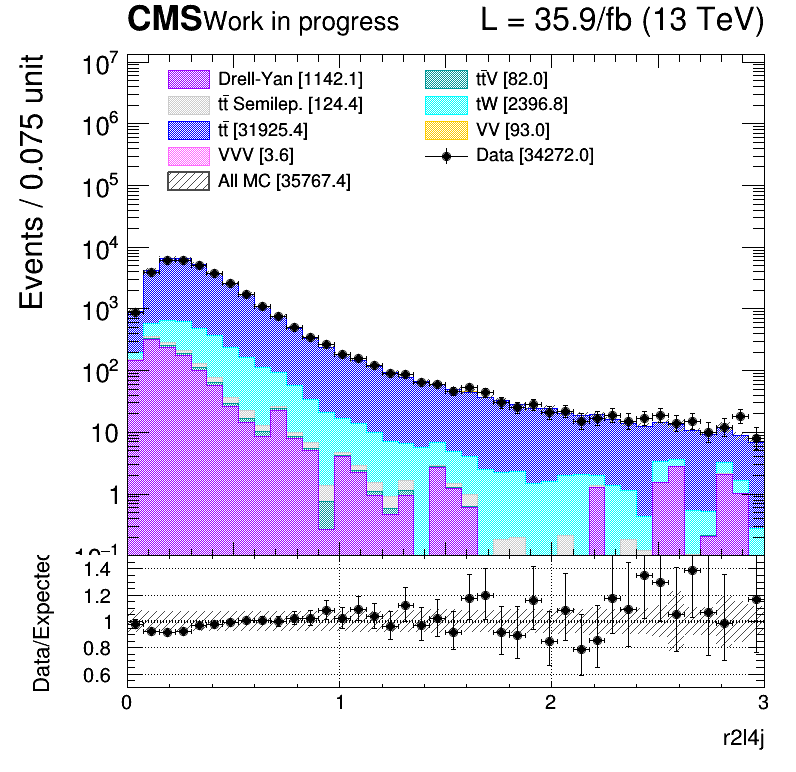 CMS Work in progress L = 35.9/fb (13 TeV)
Events / 0.075 unit
10⁷
10⁶
10⁵
10⁴
10³
10²
10
1
10⁻¹
Drell-Yan [1142.1]
tt̄ Semilep. [124.4]
tt̄ [31925.4]
VVV [3.6]
All MC [35767.4]
tt̄V [82.0]
tW [2396.8]
VV [93.0]
Data [34272.0]
Data/Expected
1.4
1.2
1
0.8
0.6
0 1 2 3
r2l4j